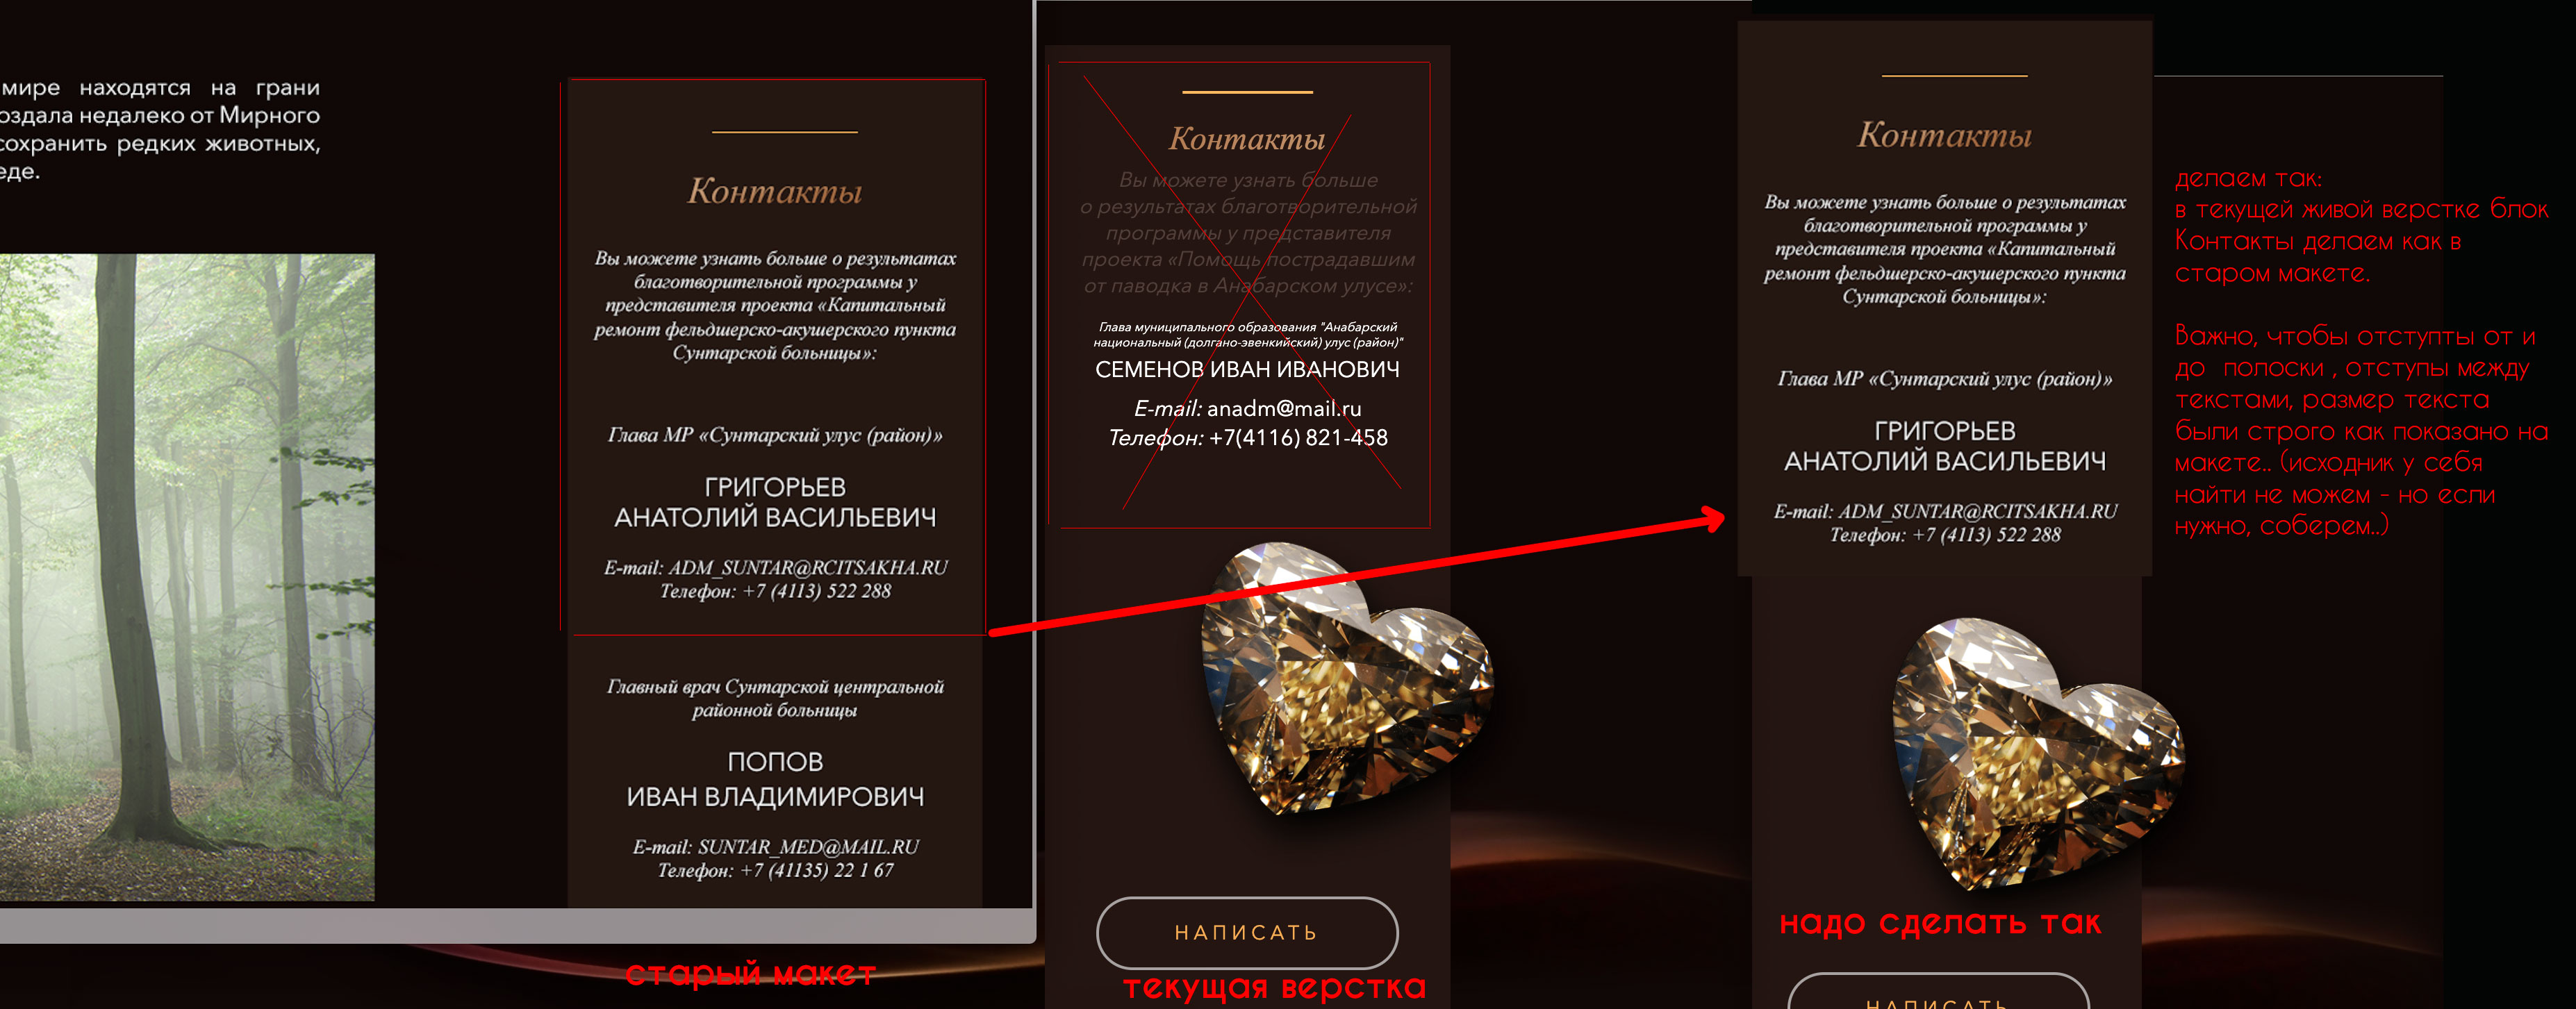 мире находятся на грани
оздала недалеко от Мирного
сохранить редких животных,
еде.
Контакты
Вы можете узнать больше о результатах
благотворительной программы у
представителя проекта «Капитальный
ремонт фельдшерско-акушерского пункта
Сунтарской больницы»:
Глава МР «Сунтарский улус (район)»
ГРИГОРЬЕВ
АНАТОЛИЙ ВАСИЛЬЕВИЧ
E-mail: ADM_SUNTAR@RCITSAKHA.RU
Телефон: +7 (4113) 522 288
Главный врач Сунтарской центральной
районной больницы
ПОПОВ
ИВАН ВЛАДИМИРОВИЧ
E-mail: SUNTAR_MED@MAIL.RU
Телефон: +7 (41135) 22 1 67
старый макет
Контакты
Вы можете узнать больше
о результатах благотворительной
программы у представителя
проекта «Помощь пострадавшим
от паводка в Анабарском улусе»:
Глава муниципального образования "Анабарский
национальный (долгано-эвенкийский) улус (район)"
СЕМЕНОВ ИВАН ИВАНОВИЧ
E-mail: anadm@mail.ru
Телефон: +7(4116) 821-458
НАПИСАТЬ
текущая верстка
Контакты
Вы можете узнать больше о результатах
благотворительной программы у
представителя проекта «Капитальный
ремонт фельдшерско-акушерского пункта
Сунтарской больницы»:
Глава МР «Сунтарский улус (район)»
ГРИГОРЬЕВ
АНАТОЛИЙ ВАСИЛЬЕВИЧ
E-mail: ADM_SUNTAR@RCITSAKHA.RU
Телефон: +7 (4113) 522 288
надо сделать так
НАПИСАТЬ
делаем так:
в текущей живой верстке блок
Контакты делаем как в
старом макете.
Важно, чтобы отступты от и
до полоски , отступы между
текстами, размер текста
были строго как показано на
макете.. (исходник у себя
найти не можем - но если
нужно, соберем..)